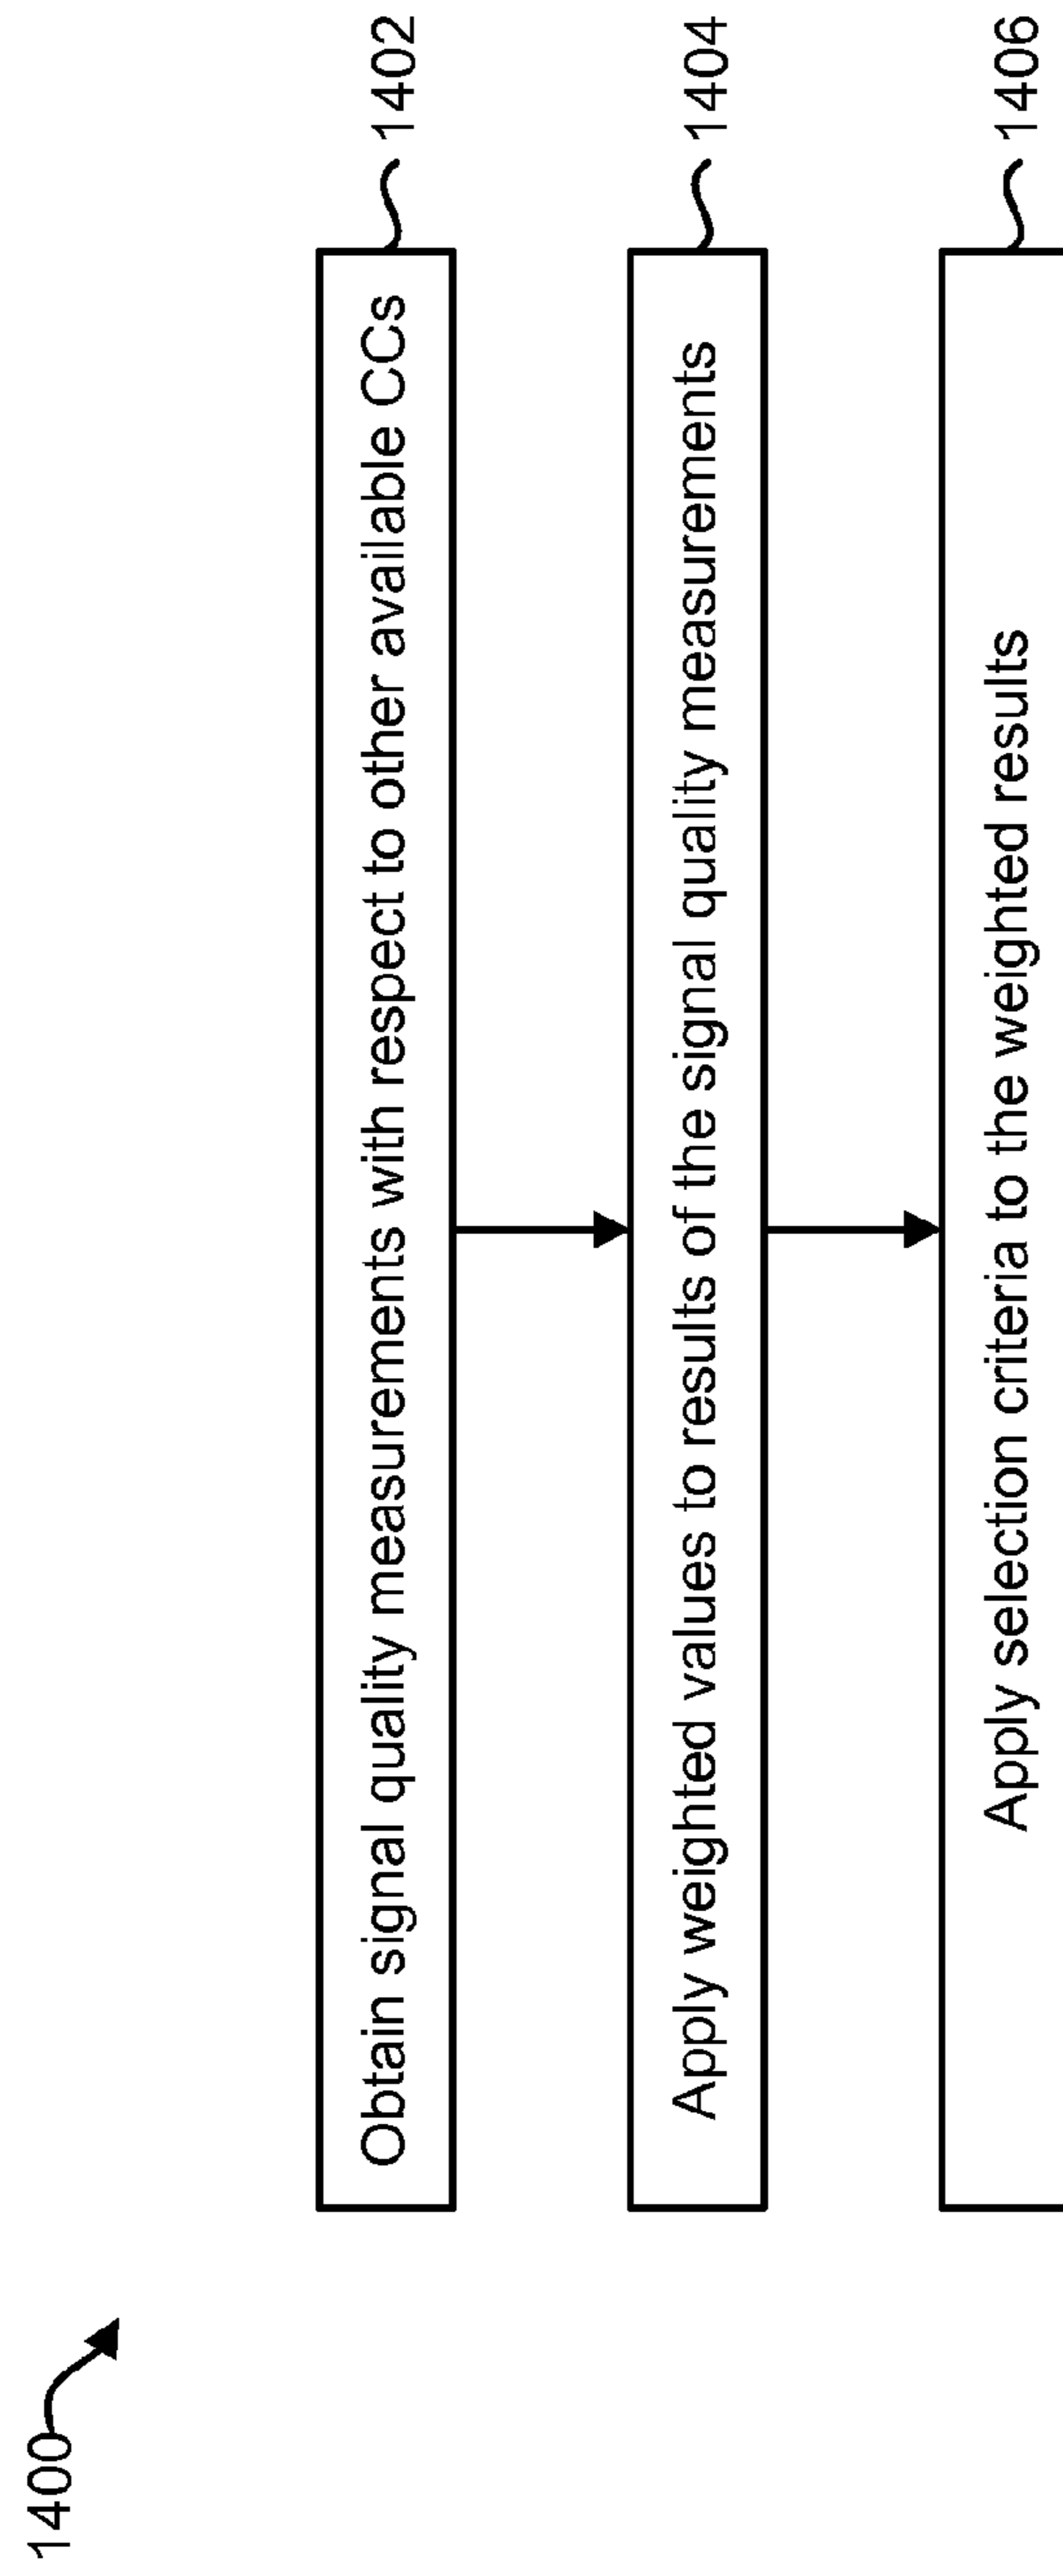 1400
Obtain signal quality measurements with respect to other available CCs
1402
Apply weighted values to results of the signal quality measurements
1404
Apply selection criteria to the weighted results
1406